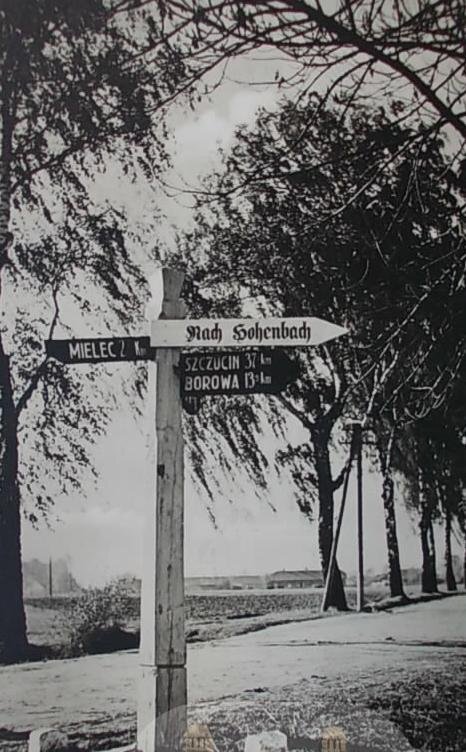 Nach Hohenbach
MIELEC 2 Km
SZCZUCIN 37 km
BOROWA 13 km